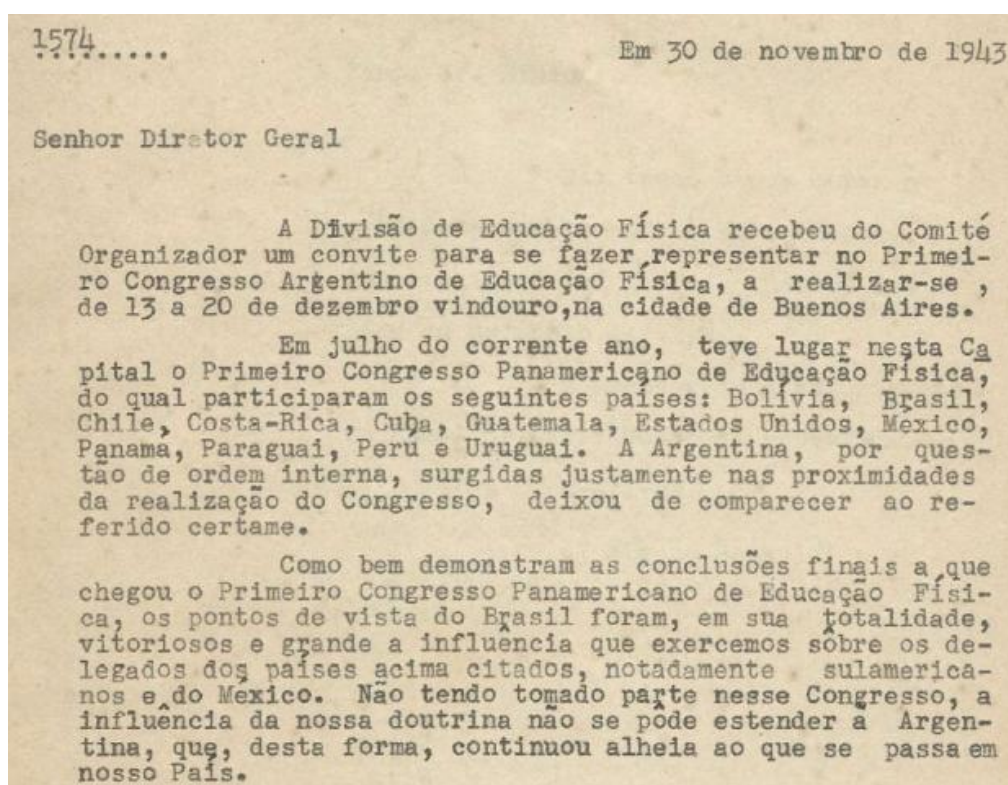 1574..... Em 30 de novembro de 1943
Senhor Diretor Geral
A Divisão de Educação Física recebeu do Comité
Organizador um convite para se fazer representar no Primei-
ro Congresso Argentino de Educação Física, a realizar-se ,
de 13 a 20 de dezembro vindouro,na cidade de Buenos Aires.
Em julho do corrente ano, teve lugar nesta Ca
pital o Primeiro Congresso Panamericano de Educação Física,
do qual participaram os seguintes países: Bolívia, Brasil,
Chile, Costa-Rica, Cuba, Guatemala, Estados Unidos, México,
Panama, Paraguai, Perú e Uruguai. A Argentina, por ques-
tão de ordem interna, surgidas justamente nas proximidades
da realização do Congresso, deixou de comparecer ao re-
ferido certame.
Como bem demonstram as conclusões finais a que
chegou o Primeiro Congresso Panamericano de Educação Físi-
ca, os pontos de vista do Brasil foram, em sua totalidade,
vitoriosos e grande a influência que exercemos sôbre os de-
legados dos países acima citados, notadamente sulamerica-
nos e do México. Não tendo tomado parte nesse Congresso, a
influência da nossa doutrina não se pôde estender à Argen-
tina, que, desta forma, continuou alheia ao que se passa em
nosso País.